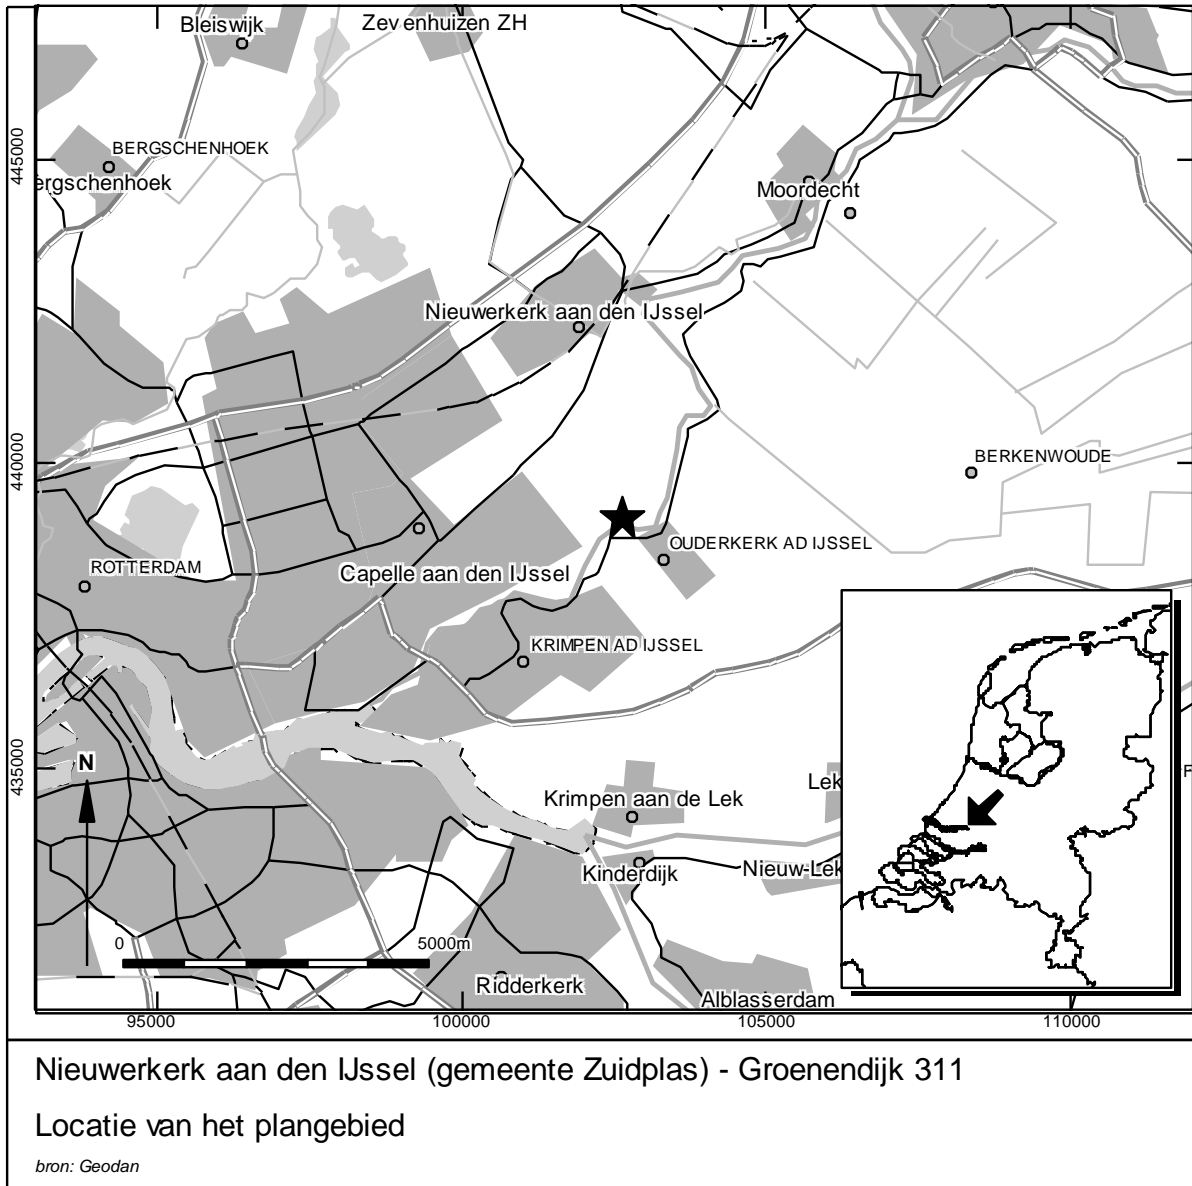 Bleiswijk
Zevenhuizen ZH
445000
BERGSCHENHOEK
ergschenhoek
Moordecht
Nieuwerkerk aan den IJssel
440000
BERKENWOUDE
OUDERKERK AD IJSSEL
ROTTERDAM
Capelle aan den IJssel
KRIMPEN AD IJSSEL
435000
N
Krimpen aan de Lek
Lek
F
Kinderdijk
Nieuw-Lek
0
5000m
Ridderkerk
Alblasserdam
95000
100000
105000
110000
Nieuwerkerk aan den IJssel (gemeente Zuidplas) - Groenendijk 311
Locatie van het plangebied
bron: Geodan